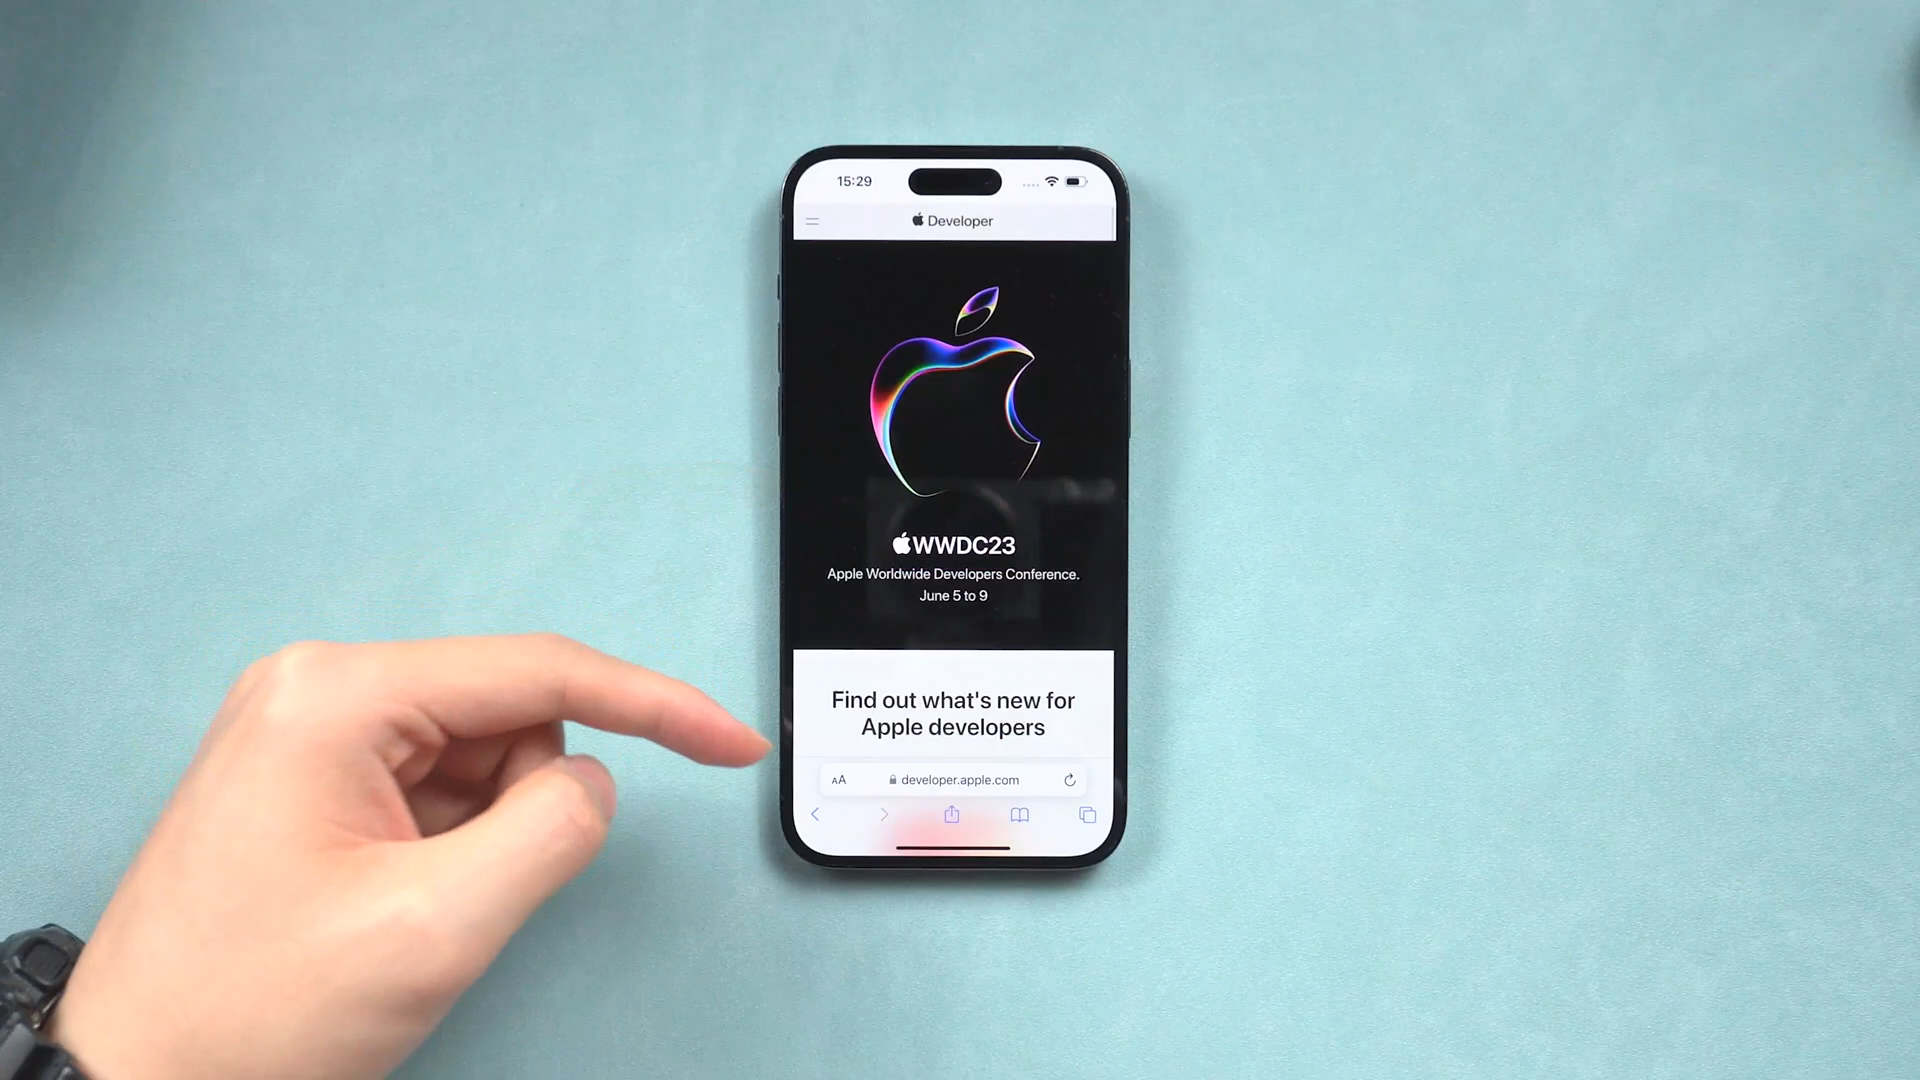 15:29
Developer
WWDC23
Apple Worldwide Developers Conference.
June 5 to 9
Find out what's new for
Apple developers
AA developer.apple.com